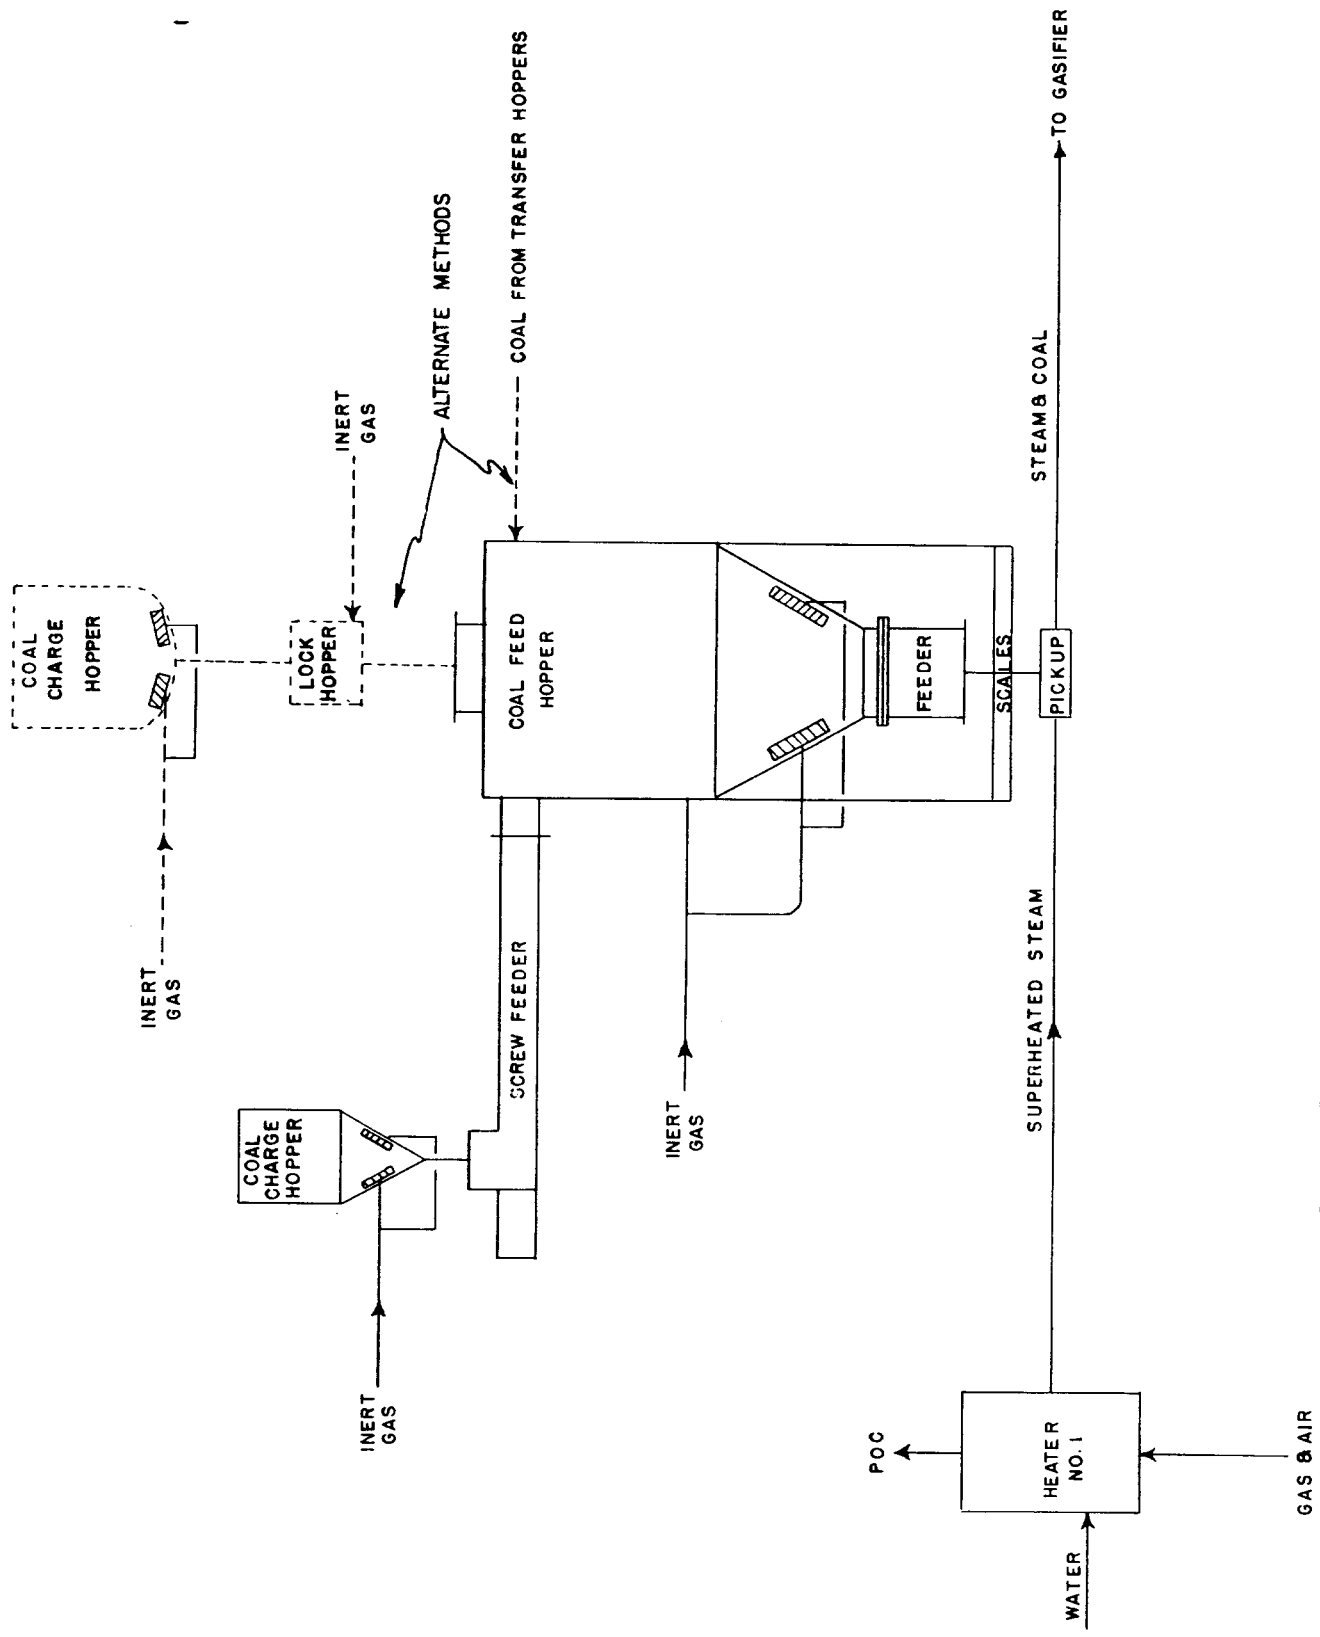 COAL
CHARGE
HOPPER
INERT
GAS
LOCK
HOPPER
INERT
GAS
ALTERNATE METHODS
COAL FROM TRANSFER HOPPERS
COAL
CHARGE
HOPPER
INERT
GAS
SCREW FEEDER
COAL FEED
HOPPER
INERT
GAS
FEEDER
SCALES
PICKUP
STEAM & COAL
TO GASIFIER
SUPERHEATED STEAM
POC
HEATER
NO. 1
WATER
GAS & AIR